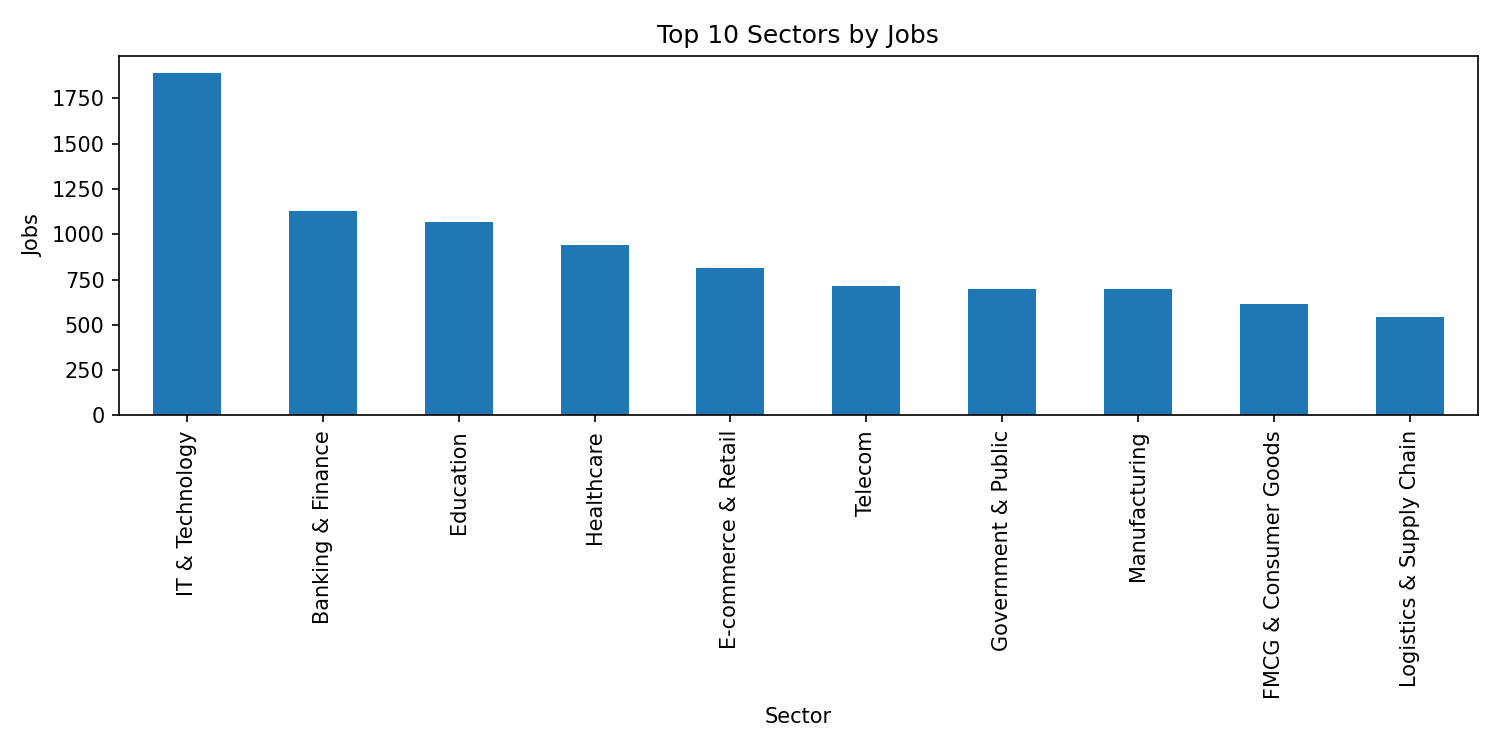 Top 10 Sectors by Jobs
Jobs
1750
1500
1250
1000
750
500
250
0
IT & Technology
Banking & Finance
Education
Healthcare
E-commerce & Retail
Telecom
Government & Public
Manufacturing
FMCG & Consumer Goods
Logistics & Supply Chain
Sector